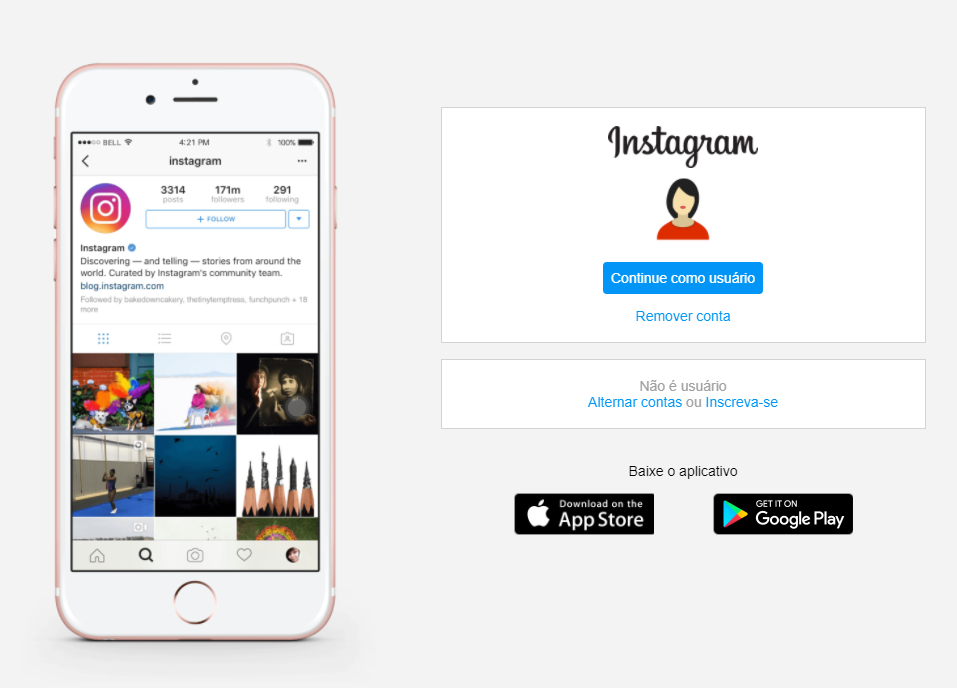 BELL 4:21 PM 100%
instagram
3314 171m 291
posts followers following
+ FOLLOW
Instagram
Discovering — and telling — stories from around the
world. Curated by Instagram's community team.
blog.instagram.com
Followed by bakedowncakery, thetinytemptress, funchpunch + 18
more
Instagram
Continue como usuário
Remover conta
Não é usuário
Alternar contas ou Inscreva-se
Baixe o aplicativo
Download on the
App Store
GET IT ON
Google Play